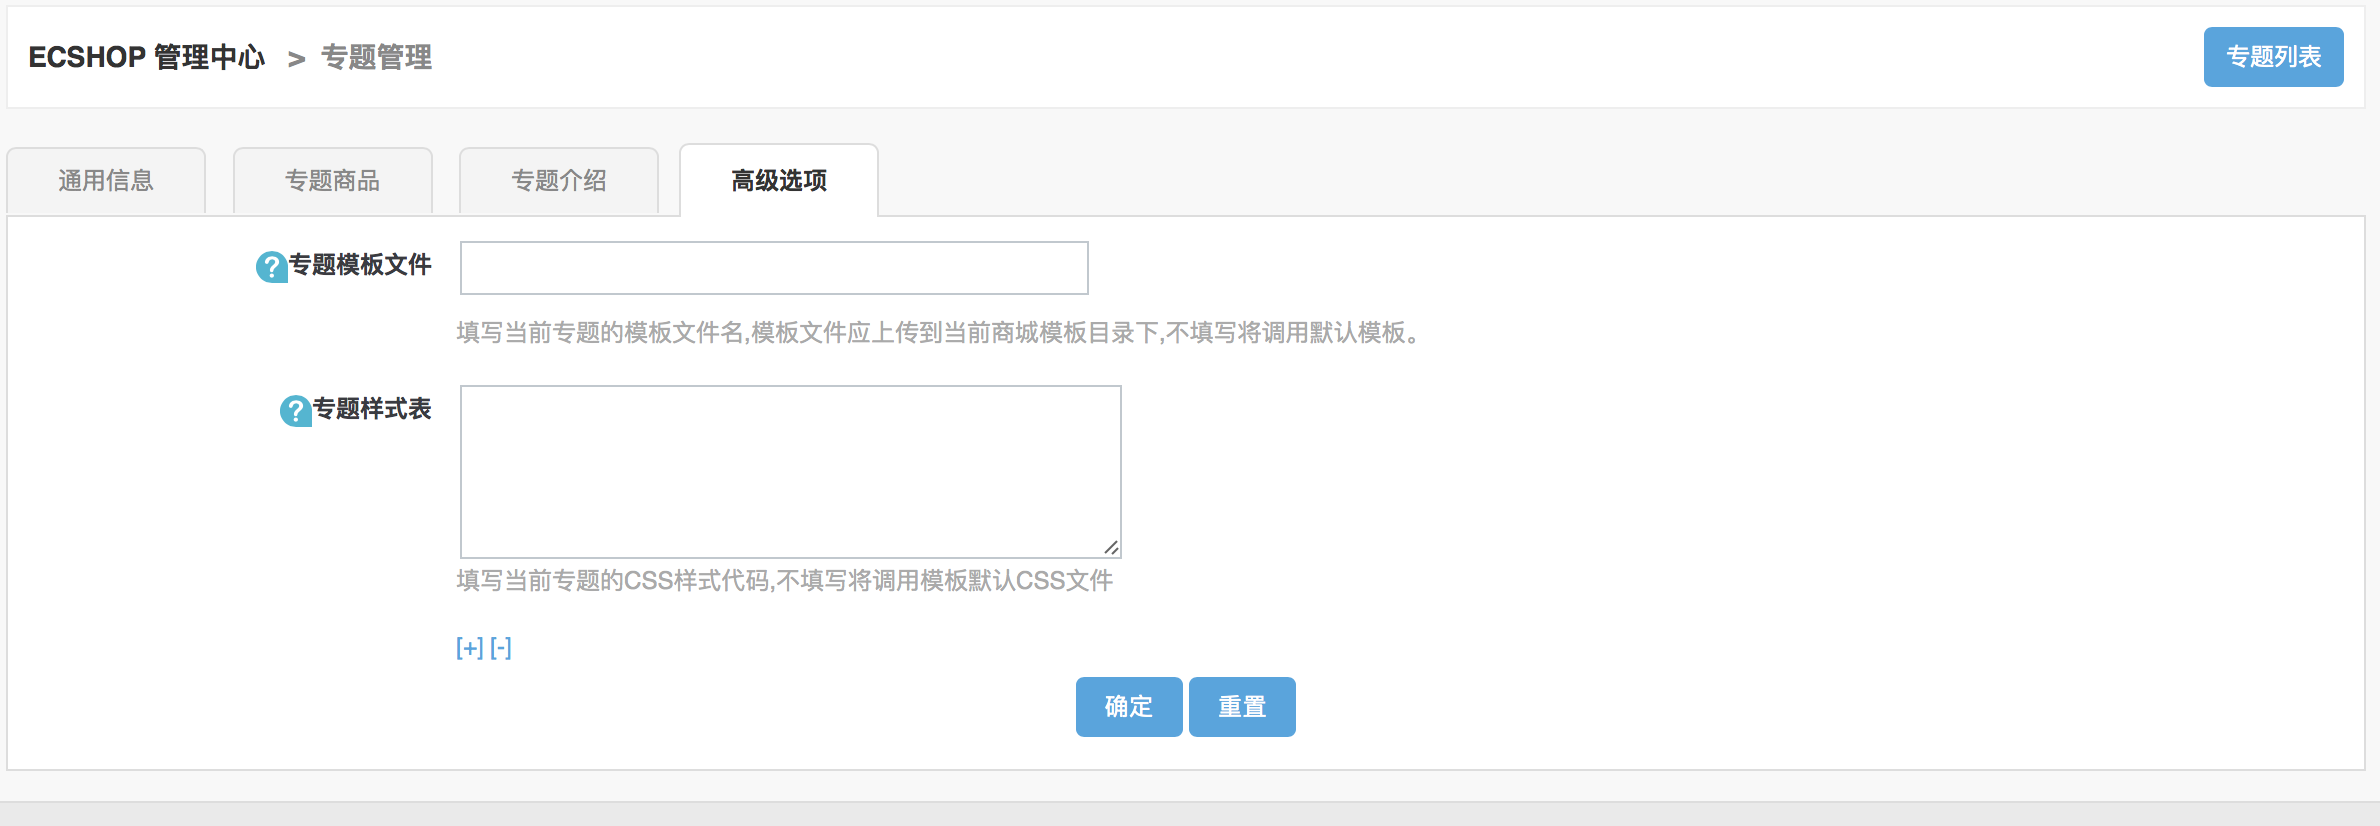 ECSHOP 管理中心 > 专题管理
专题列表
通用信息 专题商品 专题介绍 高级选项
?专题模板文件
填写当前专题的模板文件名,模板文件应上传到当前商城模板目录下,不填写将调用默认模板。
?专题样式表
填写当前专题的CSS样式代码,不填写将调用模板默认CSS文件
[+] [-]
确定 重置